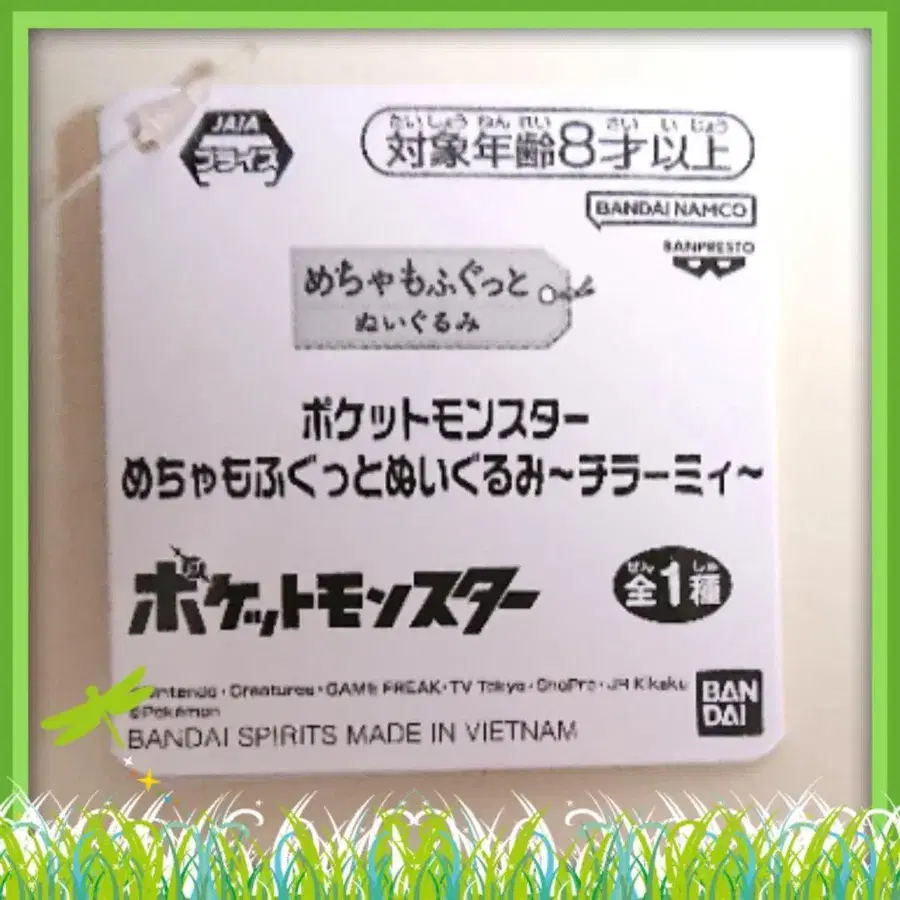 JAIA
プライズ
たいしょうねんれい さい いじょう
対象年齢8才以上
BANDAI NAMCO
BANPRESTO
めちゃもふぐっと
ぬいぐるみ
ポケットモンスター
めちゃもふぐっとぬいぐるみ～チラーミィ～
ポケットモンスター
ぜん しゅ
全1種
Nintendo・Creatures・GAME FREAK・TV Tokyo・ShoPro・JR Kikaku
©Pokémon
BANDAI SPIRITS MADE IN VIETNAM
BAN
DAI